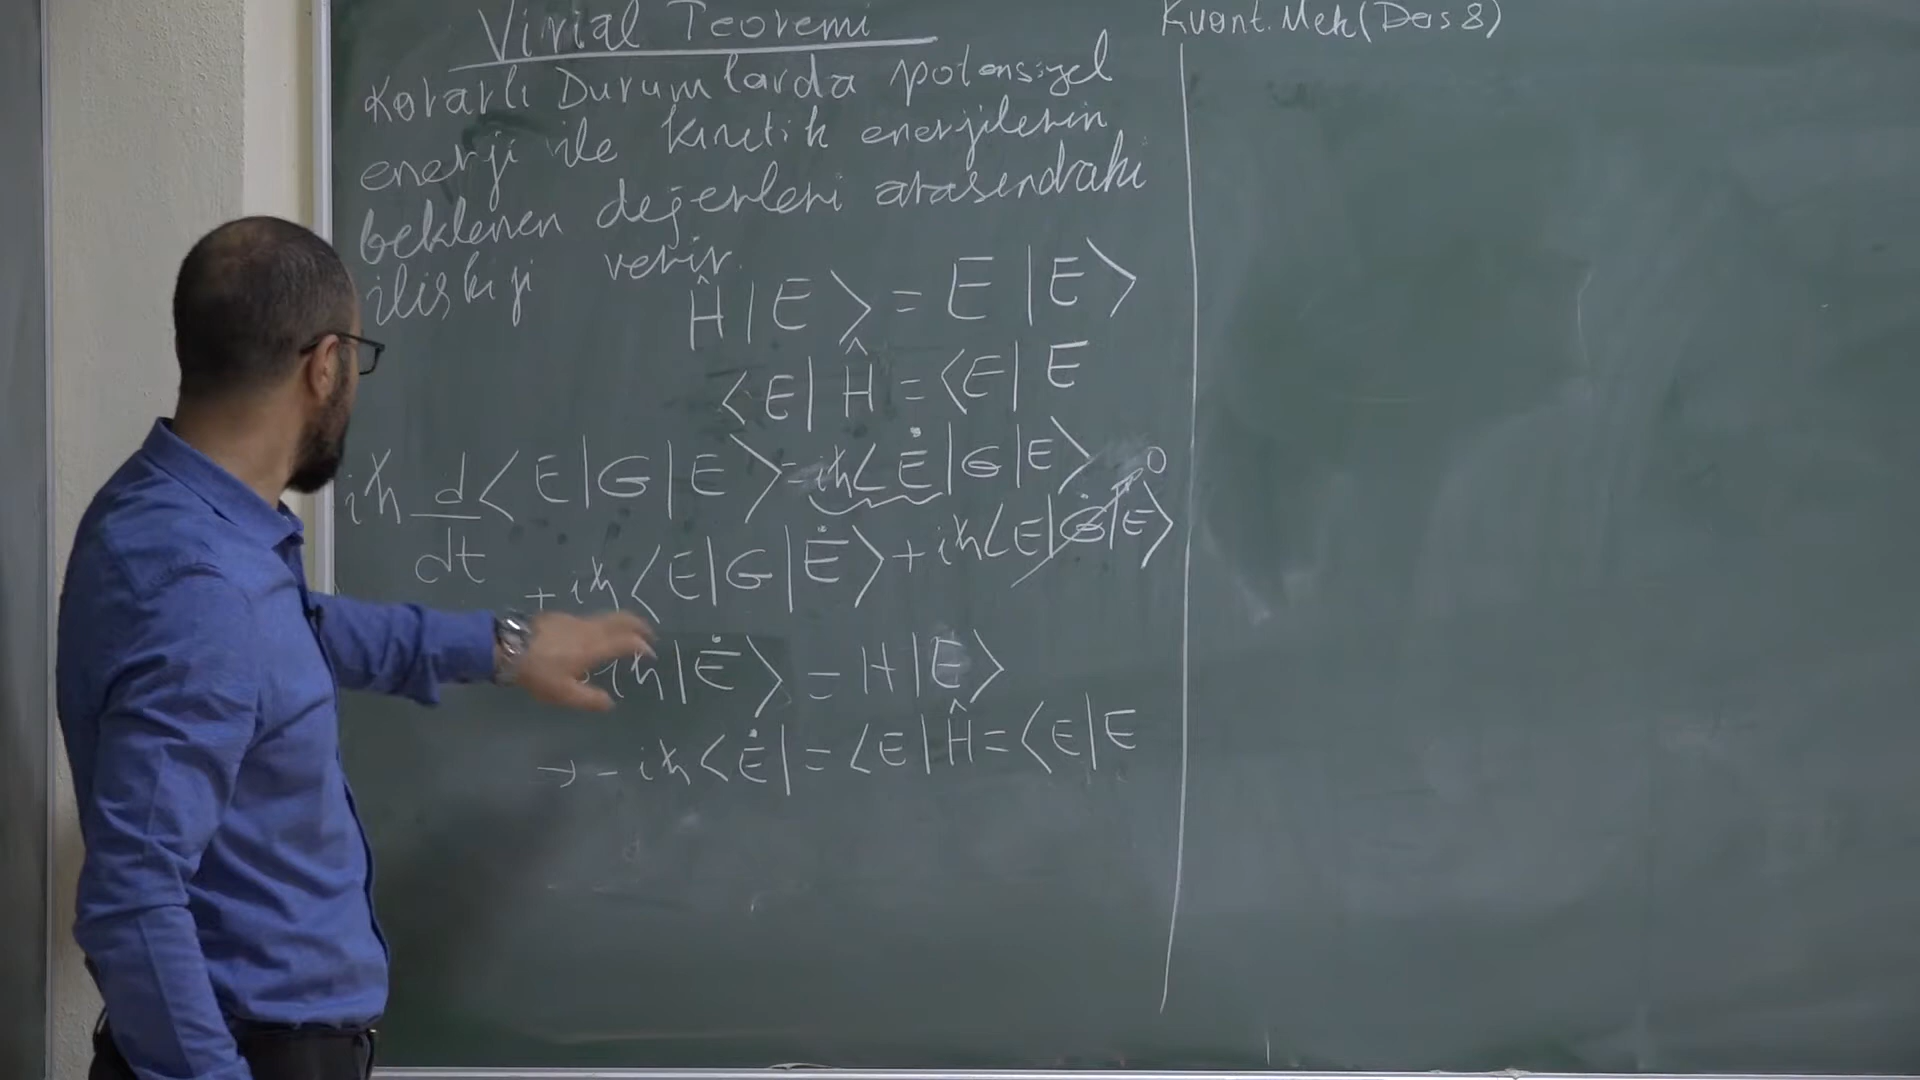 Virial Teoremi
Kararlı Durumlarda potansiyel
enerji ile kinetik enerjilerin
beklenen değerleri arasındaki
ilişkiyi verir.
Ĥ|E⟩ = E|E⟩
⟨E|Ĥ = ⟨E|E
iħ d/dt ⟨E|G|E⟩ = iħ⟨Ė|G|E⟩
+ iħ⟨E|G|Ė⟩ + iħ⟨E|Ġ|E⟩ → 0
iħ|Ė⟩ = H|E⟩
→ -iħ⟨Ė| = ⟨E|Ĥ = ⟨E|E
Kuant. Mek (Ders 8)